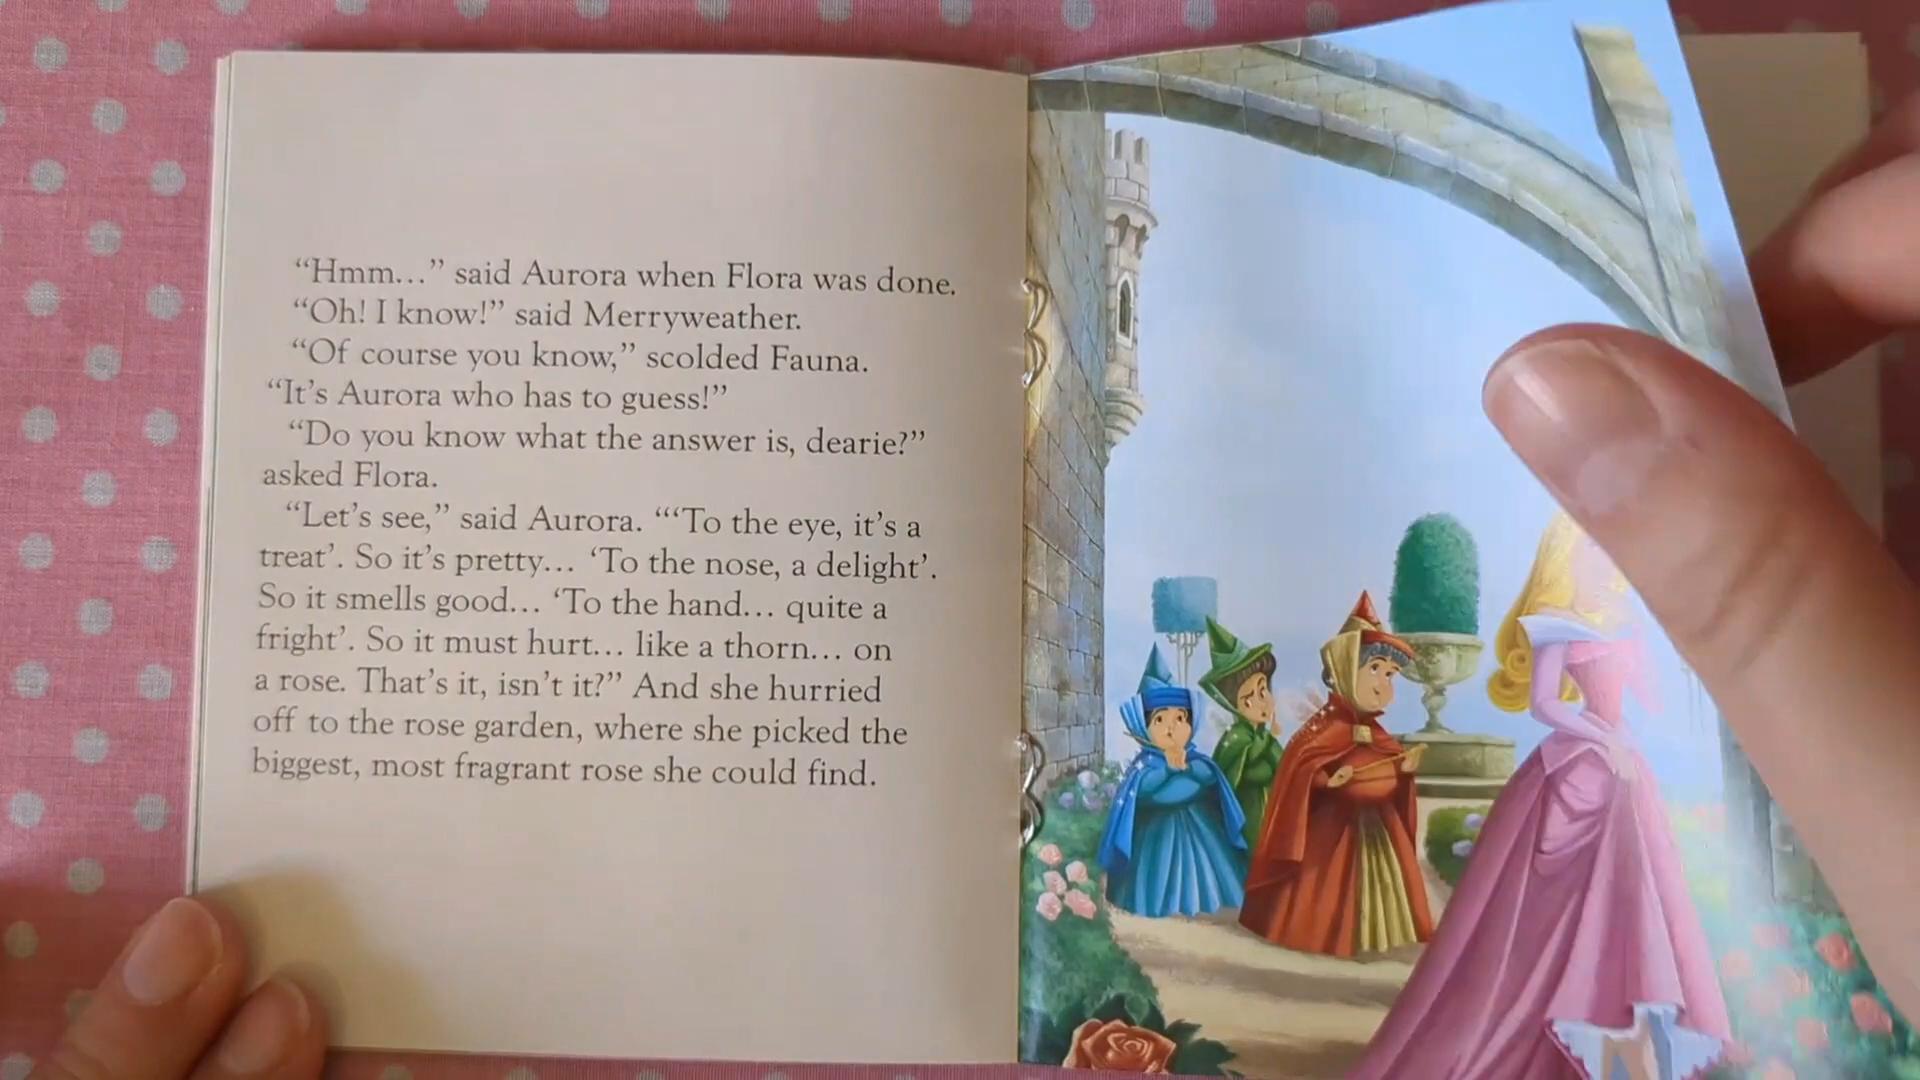 “Hmm…” said Aurora when Flora was done.
“Oh! I know!” said Merryweather.
“Of course you know,” scolded Fauna.
“It’s Aurora who has to guess!”
“Do you know what the answer is, dearie?”
asked Flora.
“Let’s see,” said Aurora. “‘To the eye, it’s a
treat’. So it’s pretty… ‘To the nose, a delight’.
So it smells good… ‘To the hand… quite a
fright’. So it must hurt… like a thorn… on
a rose. That’s it, isn’t it?” And she hurried
off to the rose garden, where she picked the
biggest, most fragrant rose she could find.